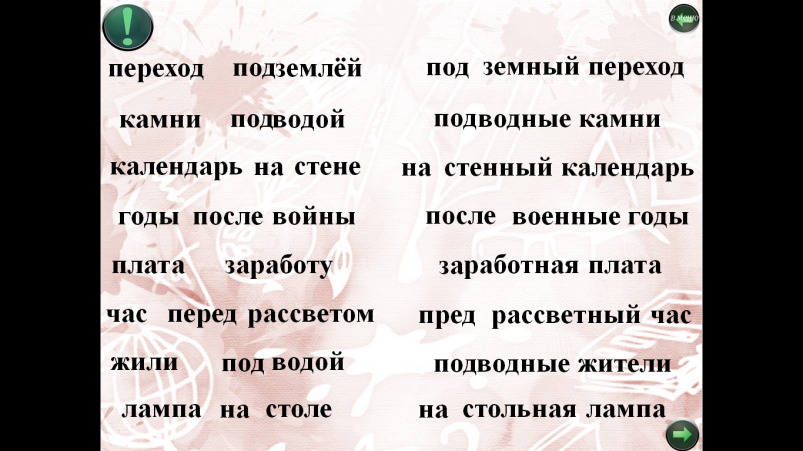 В МЕНЮ
переход подземлёй под земный переход
камни подводой подводные камни
календарь на стене на стенный календарь
годы после войны после военные годы
плата заработу заработная плата
час перед рассветом пред рассветный час
жили под водой подводные жители
лампа на столе на стольная лампа